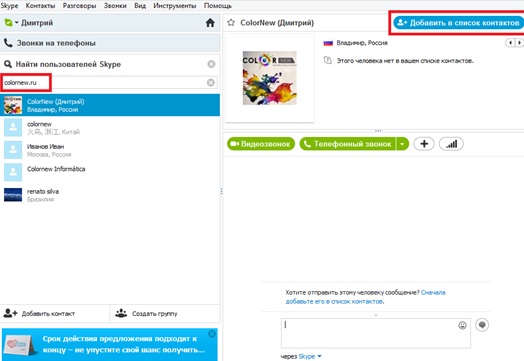 Skype Контакты Разговоры Звонки Вид Инструменты Помощь
Дмитрий
Звонки на телефоны
Найти пользователей Skype
colornew.ru
ColorNew (Дмитрий)
Владимир, Россия
colornew
义乌, 浙江, Китай
Иванов Иван
Москва, Россия
Colornew Informática
renato silva
Бразилия
Добавить контакт
Создать группу
Срок действия предложения подходит к
концу – не упустите свой шанс получить...
ColorNew (Дмитрий)
Добавить в список контактов
COLOR NEW
Владимир, Россия
Этого человека нет в вашем списке контактов.
Видеозвонок
Телефонный звонок
Хотите отправить этому человеку сообщение? Сначала
добавьте его в список контактов.
через Skype